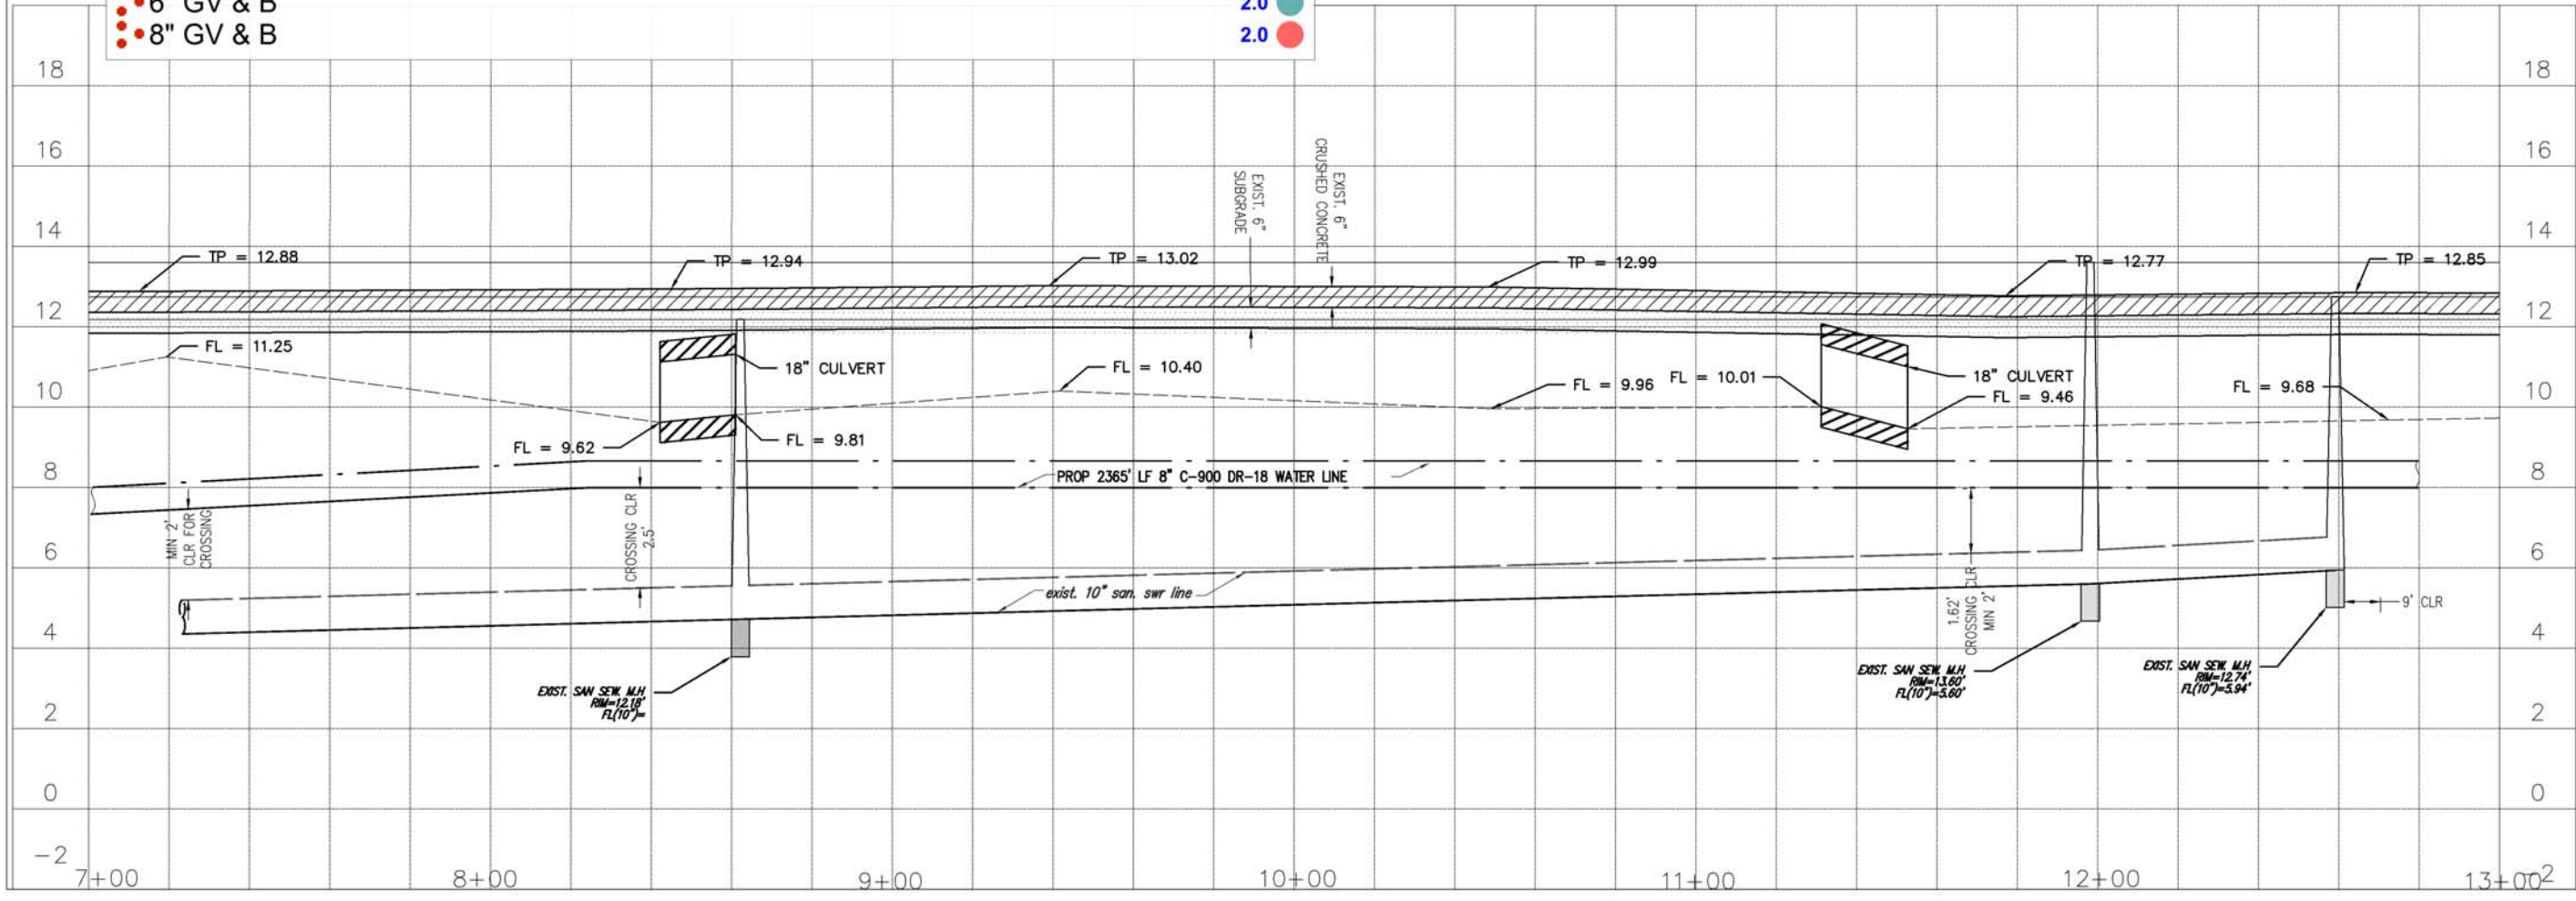 6" GV & B
2.0
8" GV & B
2.0
18
18
16
16
14
14
12
12
10
10
8
8
6
6
4
4
2
2
0
0
-2
-2
EXIST. 6"
SUBGRADE
EXIST. 6"
CRUSHED CONCRETE
TP = 12.88
TP = 12.94
TP = 13.02
TP = 12.99
TP = 12.77
TP = 12.85
FL = 11.25
18" CULVERT
FL = 10.40
FL = 9.96
FL = 10.01
18" CULVERT
FL = 9.46
FL = 9.68
FL = 9.62
FL = 9.81
PROP 2365' LF 8" C-900 DR-18 WATER LINE
MIN 2'
CLR FOR
CROSSING
CROSSING CLR
2.5'
exist. 10" san. swr line
1.62'
CROSSING CLR
MIN 2'
9' CLR
EXIST. SAN SEW. M.H
RIM=12.18'
FL(10")=
EXIST. SAN SEW. M.H
RIM=13.60'
FL(10")=5.60'
EXIST. SAN SEW. M.H
RIM=12.74'
FL(10")=5.94'
7+00
8+00
9+00
10+00
11+00
12+00
13+00